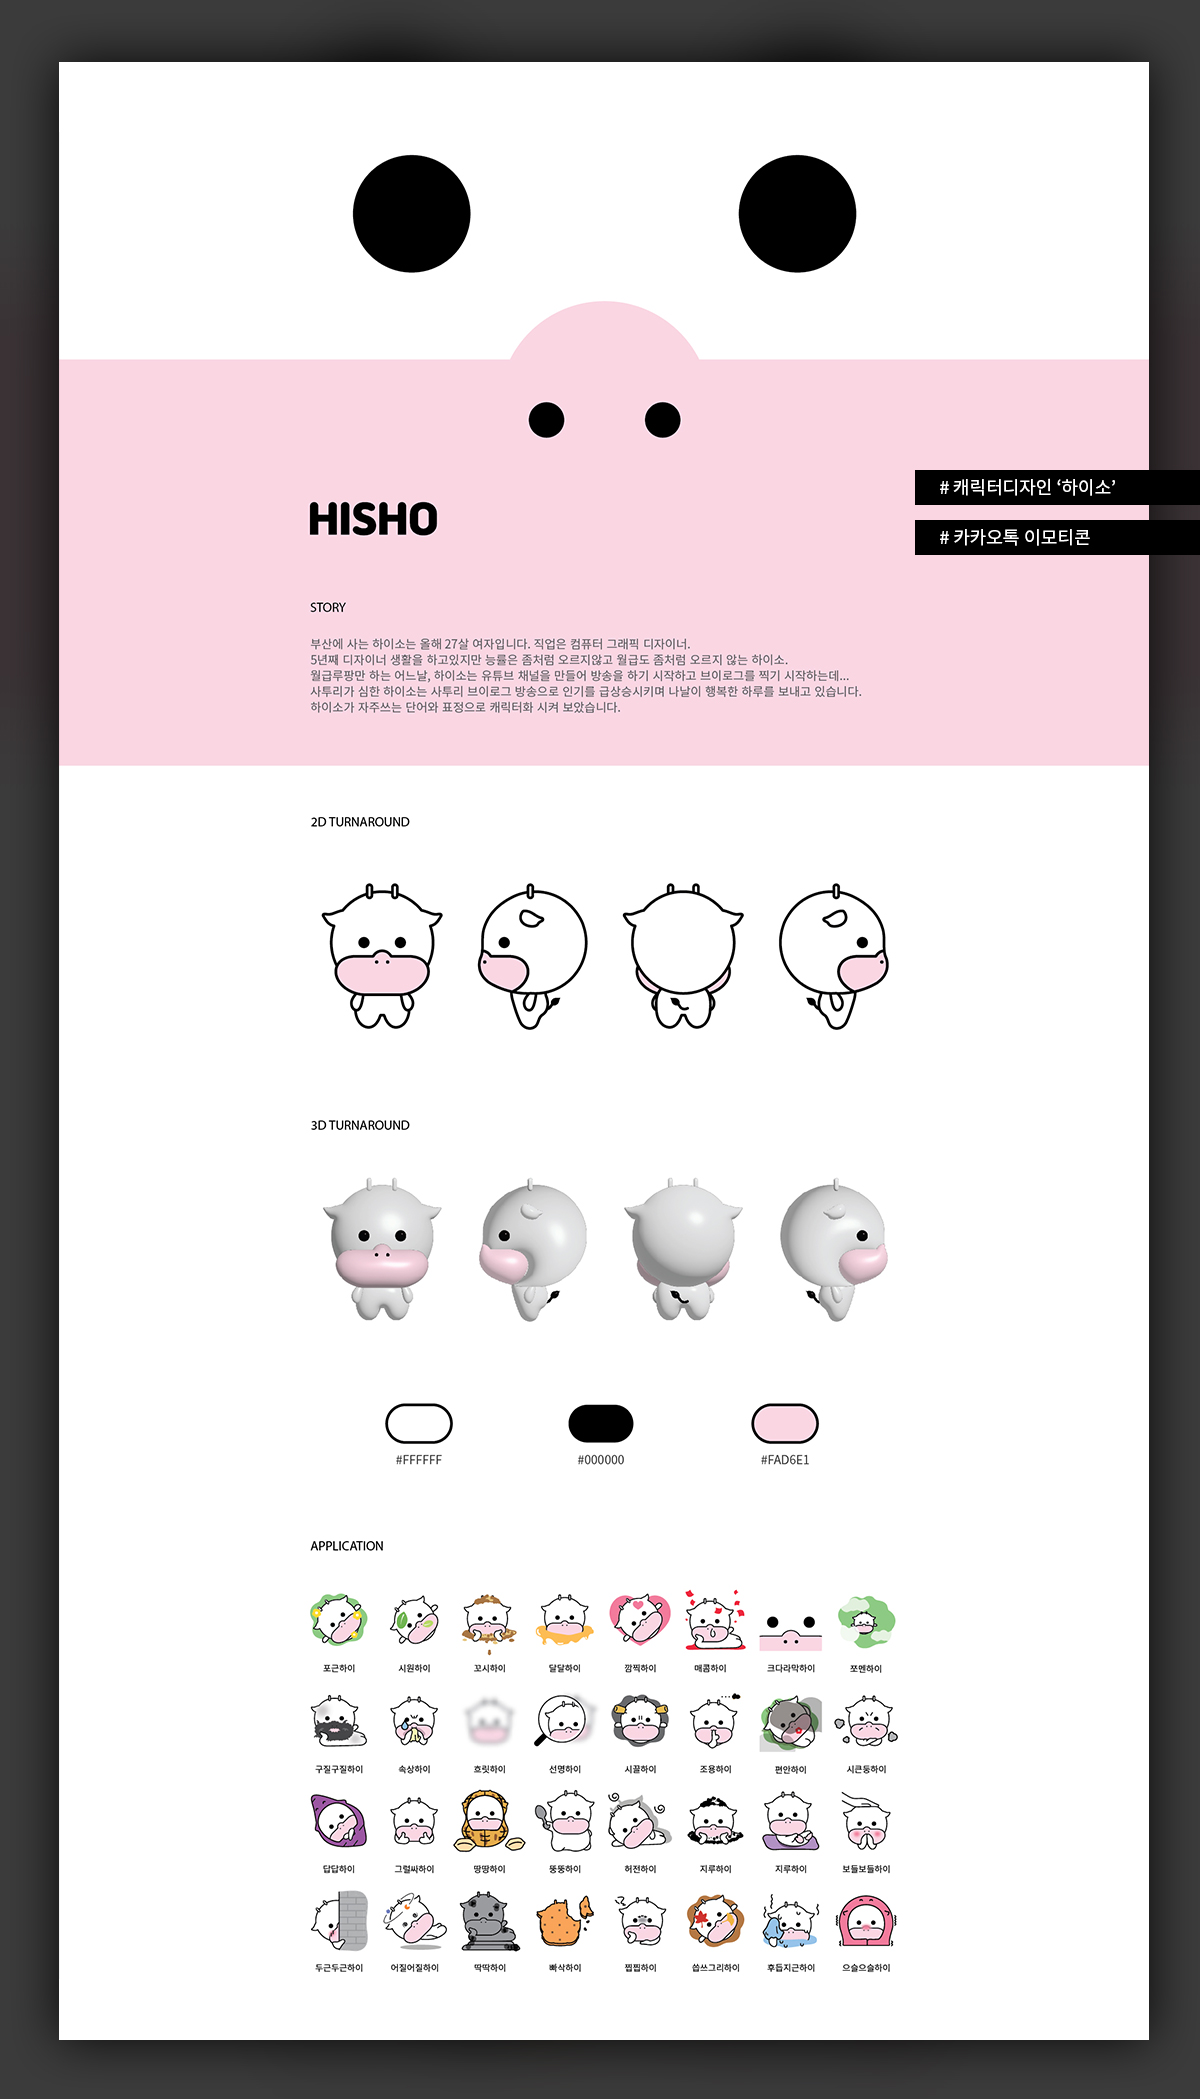 # 캐릭터디자인 ‘하이소’
# 카카오톡 이모티콘
HISHO
STORY
부산에 사는 하이소는 올해 27살 여자입니다. 직업은 컴퓨터 그래픽 디자이너.
5년째 디자이너 생활을 하고있지만 능률은 좀처럼 오르지않고 월급도 좀처럼 오르지 않는 하이소.
월급루팡만 하는 어느날, 하이소는 유튜브 채널을 만들어 방송을 하기 시작하고 브이로그를 찍기 시작하는데...
사투리가 심한 하이소는 사투리 브이로그 방송으로 인기를 급상승시키며 나날이 행복한 하루를 보내고 있습니다.
하이소가 자주쓰는 단어와 표정으로 캐릭터화 시켜 보았습니다.
2D TURNAROUND
3D TURNAROUND
#FFFFFF #000000 #FAD6E1
APPLICATION
포근하이 시원하이 꼬시하이 달달하이 깜찍하이 매콤하이 크다라막하이 쪼멘하이
구질구질하이 속상하이 흐릿하이 선명하이 시끌하이 조용하이 편안하이 시큰둥하이
답답하이 그럴싸하이 땅땅하이 뚱뚱하이 허전하이 지루하이 지루하이 보들보들하이
두근두근하이 어질어질하이 딱딱하이 빠삭하이 찝찝하이 씁쓰그리하이 후듭지근하이 으슬으슬하이